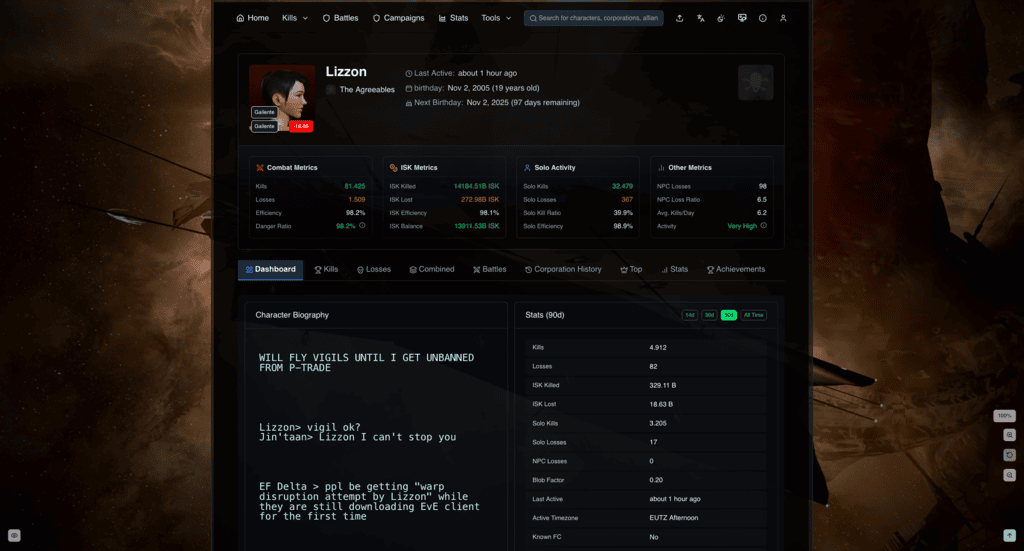 Home Kills Battles Campaigns Stats Tools Search for characters, corporations, allian
Lizzon
The Agreeables
Last Active: about 1 hour ago
birthday: Nov 2, 2005 (19 years old)
Next Birthday: Nov 2, 2025 (97 days remaining)
Gallente
Gallente
Combat Metrics
Kills 81.425
Losses 1.509
Efficiency 98.2%
Danger Ratio 98.2%
ISK Metrics
ISK Killed 14184.51B ISK
ISK Lost 272.98B ISK
ISK Efficiency 98.1%
ISK Balance 13911.53B ISK
Solo Activity
Solo Kills 32.479
Solo Losses 367
Solo Kill Ratio 39.9%
Solo Efficiency 98.9%
Other Metrics
NPC Losses 98
NPC Loss Ratio 6.5
Avg. Kills/Day 6.2
Activity Very High
Dashboard Kills Losses Combined Battles Corporation History Top Stats Achievements
Character Biography
WILL FLY VIGILS UNTIL I GET UNBANNED
FROM P-TRADE
Lizzon> vigil ok?
Jin'taan> Lizzon I can't stop you
EF Delta > ppl be getting "warp
disruption attempt by Lizzon" while
they are still downloading EvE client
for the first time
Stats (90d) 14d 30d 90d All Time
Kills 4.912
Losses 82
ISK Killed 329.11 B
ISK Lost 18.63 B
Solo Kills 3.205
Solo Losses 17
NPC Losses 0
Blob Factor 0.20
Last Active about 1 hour ago
Active Timezone EUTZ Afternoon
Known FC No
100%